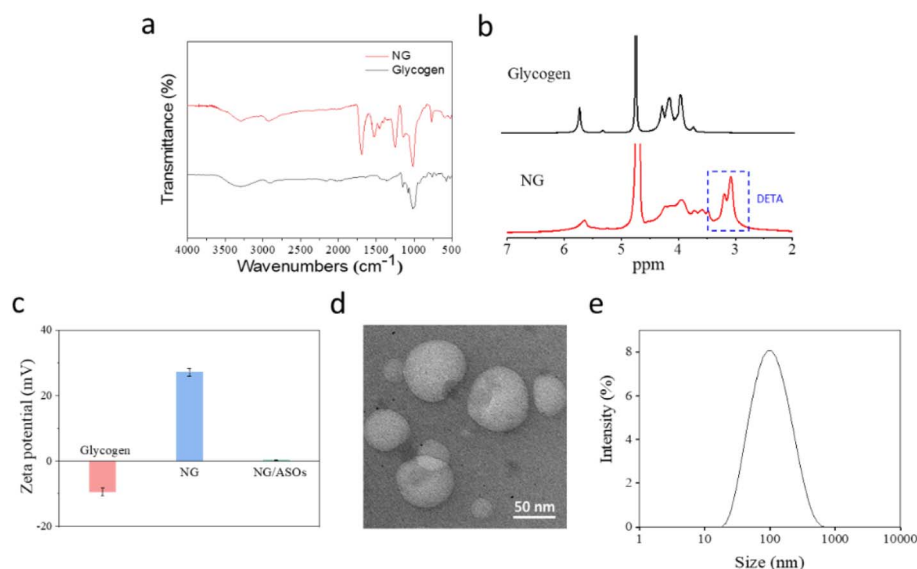 a
NG
Glycogen
Transmittance (%)
4000 3500 3000 2500 2000 1500 1000 500
Wavenumbers (cm-1)
b
Glycogen
NG
DETA
7 6 5 4 3 2
ppm
c
40
20
0
-20
Zeta potential (mV)
Glycogen
NG
NG/ASOs
d
50 nm
e
8
6
4
2
0
Intensity (%)
1 10 100 1000 10000
Size (nm)